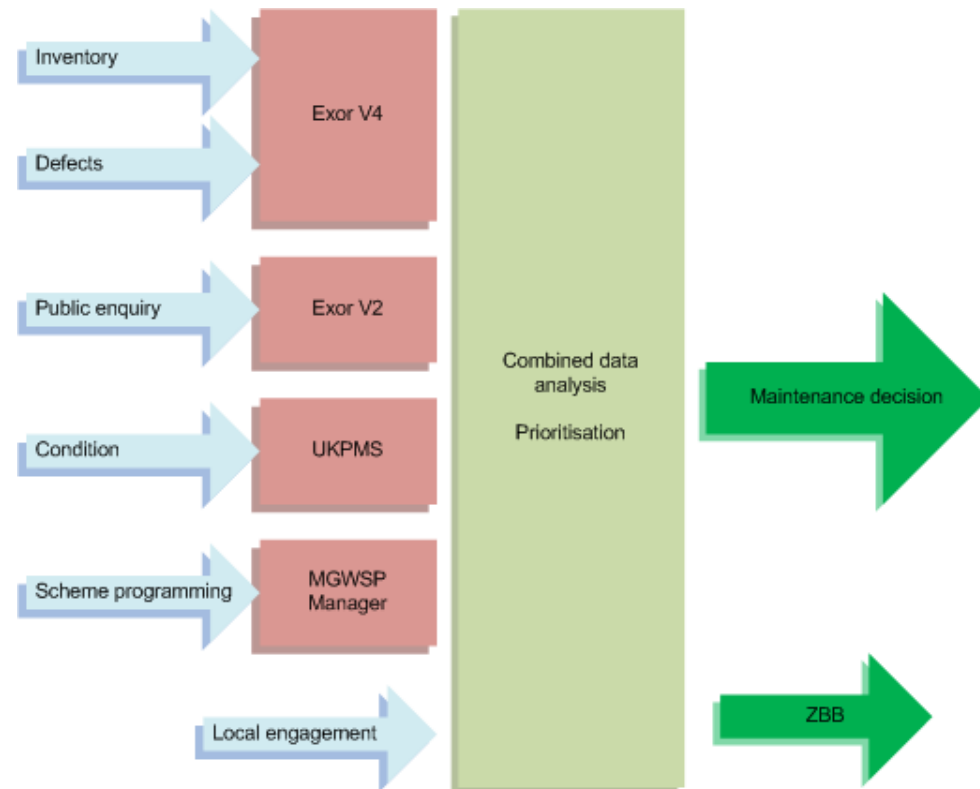 Inventory
Exor V4
Defects
Public enquiry
Exor V2
Condition
UKPMS
Scheme programming
MGWSP
Manager
Local engagement
Combined data
analysis
Prioritisation
Maintenance decision
ZBB